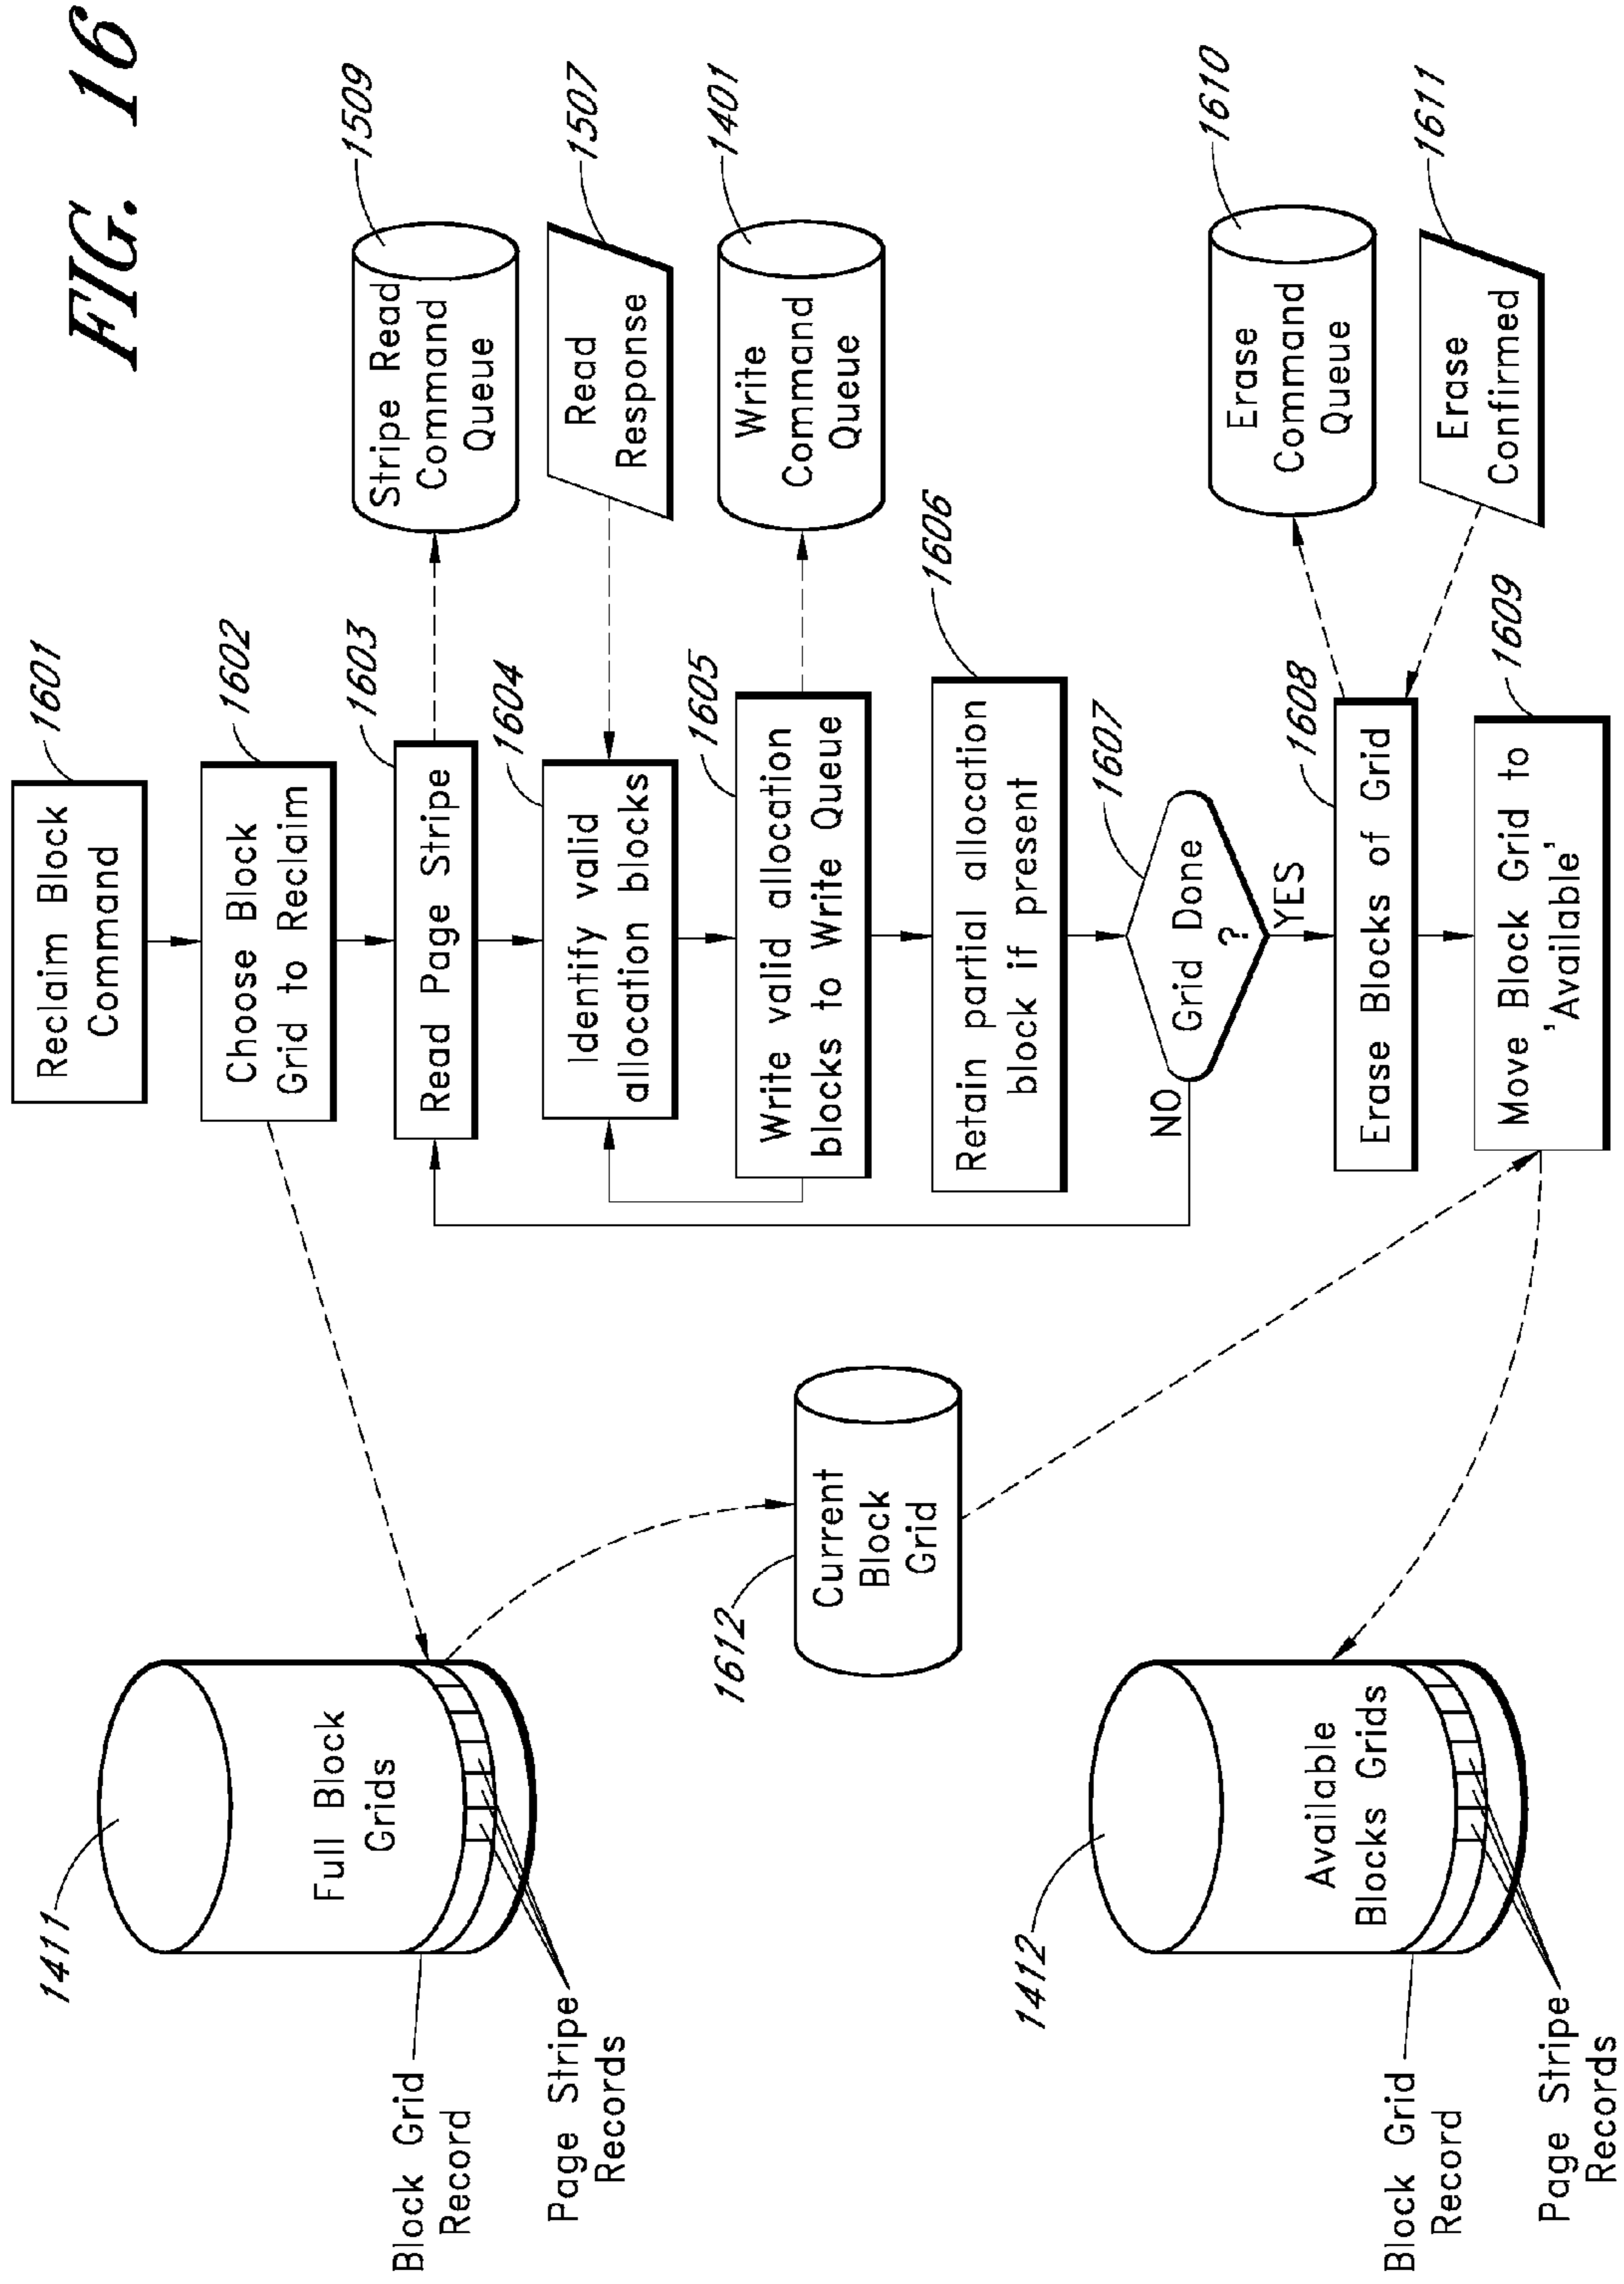 FIG. 16
1601
Reclaim Block
Command
1602
Choose Block
Grid to Reclaim
1603
Read Page Stripe
1509
Stripe Read
Command
Queue
1604
Identify valid
allocation blocks
1507
Read
Response
1605
Write valid allocation
blocks to Write Queue
1401
Write
Command
Queue
1606
Retain partial allocation
block if present
1607
Grid Done
?
NO
YES
1608
Erase Blocks of Grid
1610
Erase
Command
Queue
1611
Erase
Confirmed
1609
Move Block Grid to
'Available'
1411
Full Block
Grids
Block Grid
Record
Page Stripe
Records
1612
Current
Block
Grid
1412
Available
Blocks Grids
Block Grid
Record
Page Stripe
Records